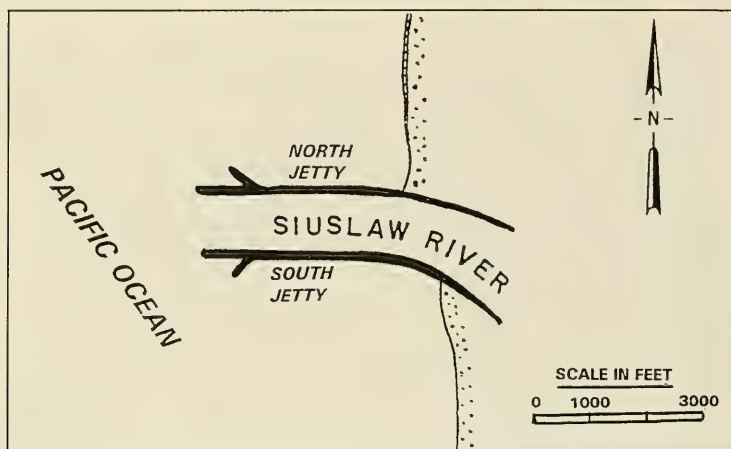 NORTH
JETTY
- N -
PACIFIC OCEAN
SIUSLAW RIVER
SOUTH
JETTY
SCALE IN FEET
0 1000 3000